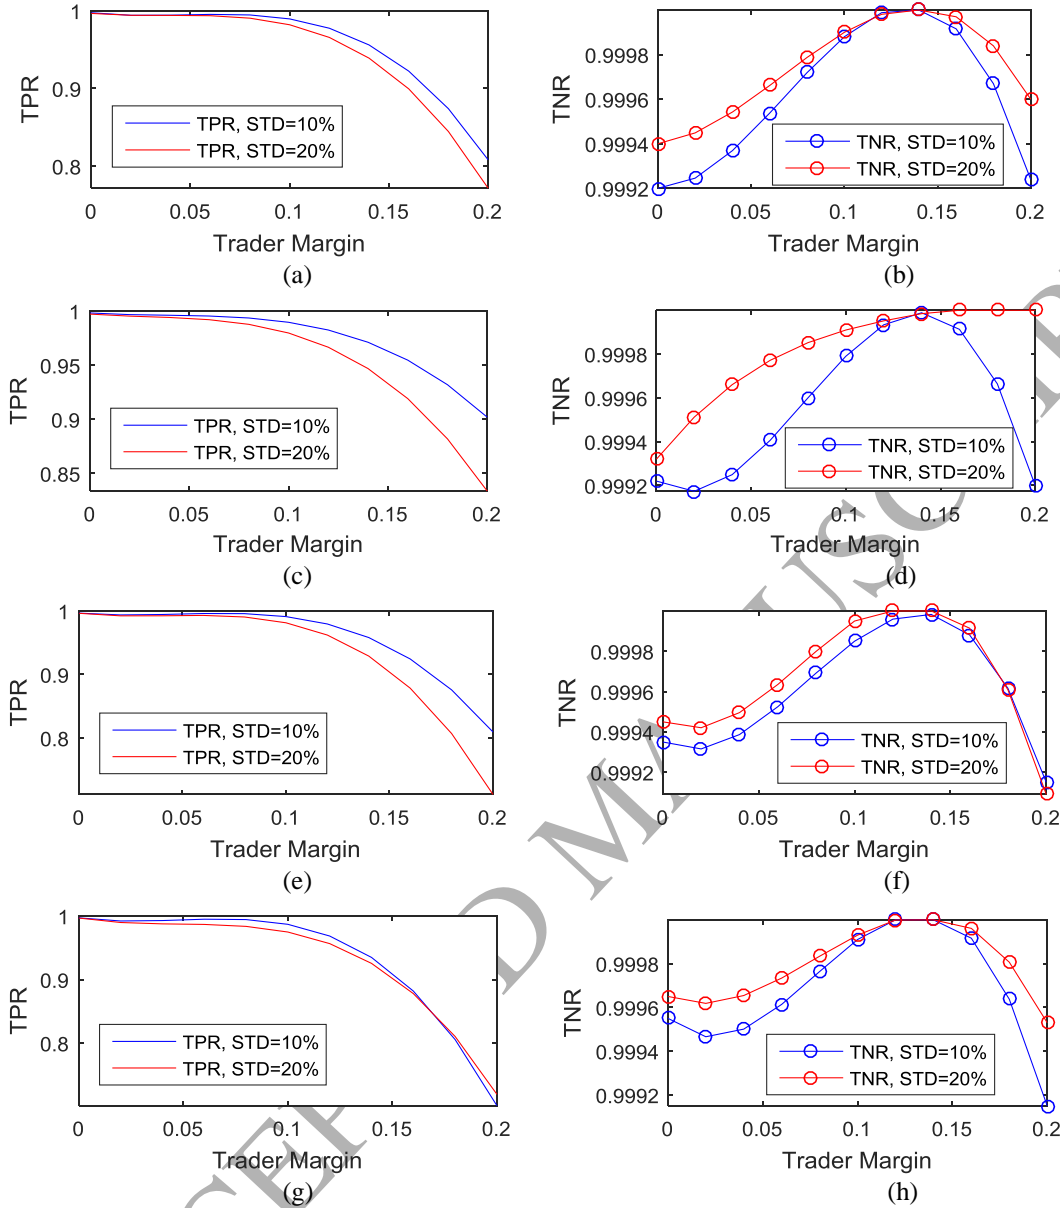 1
0.9
0.8
TPR
TPR, STD=10%
TPR, STD=20%
0 0.05 0.1 0.15 0.2
Trader Margin
(a)
0.9998
0.9996
0.9994
0.9992
TNR
TNR, STD=10%
TNR, STD=20%
0 0.05 0.1 0.15 0.2
Trader Margin
(b)
1
0.95
0.9
0.85
TPR
TPR, STD=10%
TPR, STD=20%
0 0.05 0.1 0.15 0.2
Trader Margin
(c)
0.9998
0.9996
0.9994
0.9992
TNR
TNR, STD=10%
TNR, STD=20%
0 0.05 0.1 0.15 0.2
Trader Margin
(d)
1
0.9
0.8
TPR
TPR, STD=10%
TPR, STD=20%
0 0.05 0.1 0.15 0.2
Trader Margin
(e)
0.9998
0.9996
0.9994
0.9992
TNR
TNR, STD=10%
TNR, STD=20%
0 0.05 0.1 0.15 0.2
Trader Margin
(f)
1
0.9
0.8
TPR
TPR, STD=10%
TPR, STD=20%
0 0.05 0.1 0.15 0.2
Trader Margin
(g)
0.9998
0.9996
0.9994
0.9992
TNR
TNR, STD=10%
TNR, STD=20%
0 0.05 0.1 0.15 0.2
Trader Margin
(h)